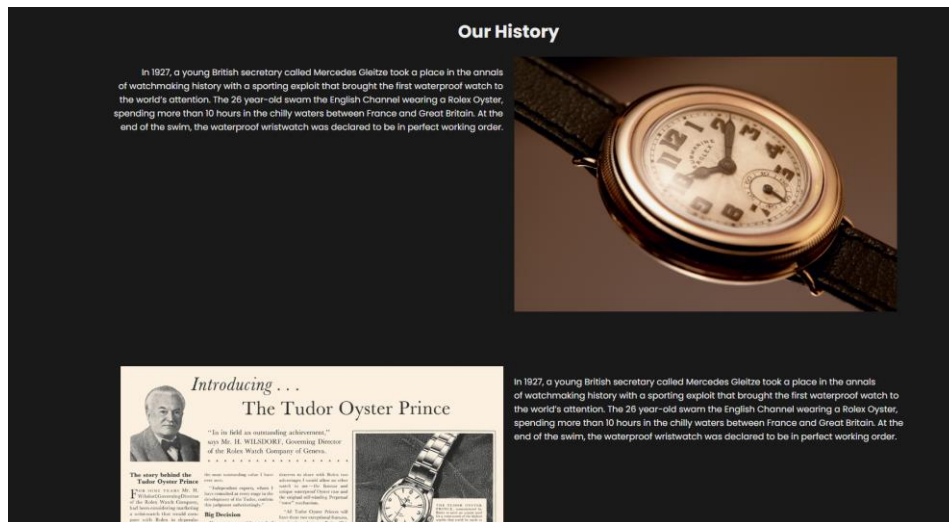 Our History
In 1927, a young British secretary called Mercedes Gleitze took a place in the annals
of watchmaking history with a sporting exploit that brought the first waterproof watch to
the world's attention. The 26 year-old swam the English Channel wearing a Rolex Oyster,
spending more than 10 hours in the chilly waters between France and Great Britain. At the
end of the swim, the waterproof wristwatch was declared to be in perfect working order.
Introducing . . .
The Tudor Oyster Prince
"In its field an outstanding achievement,"
says Mr. H. WILSDORF, Governing Director
of the Rolex Watch Company of Geneva.
The story behind the
Tudor Oyster Prince
Big Decision
In 1927, a young British secretary called Mercedes Gleitze took a place in the annals
of watchmaking history with a sporting exploit that brought the first waterproof watch to
the world's attention. The 26 year-old swam the English Channel wearing a Rolex Oyster,
spending more than 10 hours in the chilly waters between France and Great Britain. At the
end of the swim, the waterproof wristwatch was declared to be in perfect working order.